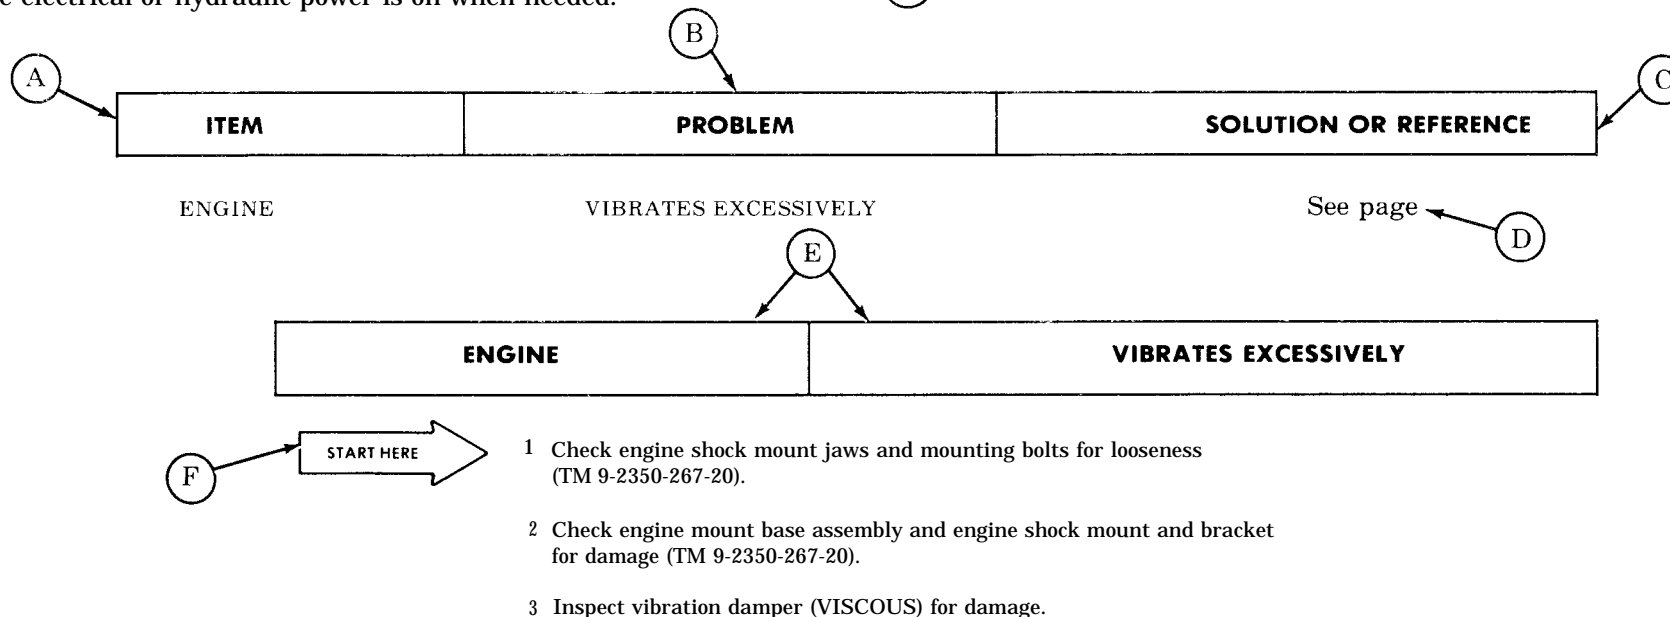 electrical or hydraulic power is on when needed.
B
A
C
ITEM PROBLEM SOLUTION OR REFERENCE
ENGINE VIBRATES EXCESSIVELY See page
D
E
ENGINE VIBRATES EXCESSIVELY
F
START HERE
1 Check engine shock mount jaws and mounting bolts for looseness
(TM 9-2350-267-20).
2 Check engine mount base assembly and engine shock mount and bracket
for damage (TM 9-2350-267-20).
3 Inspect vibration damper (VISCOUS) for damage.